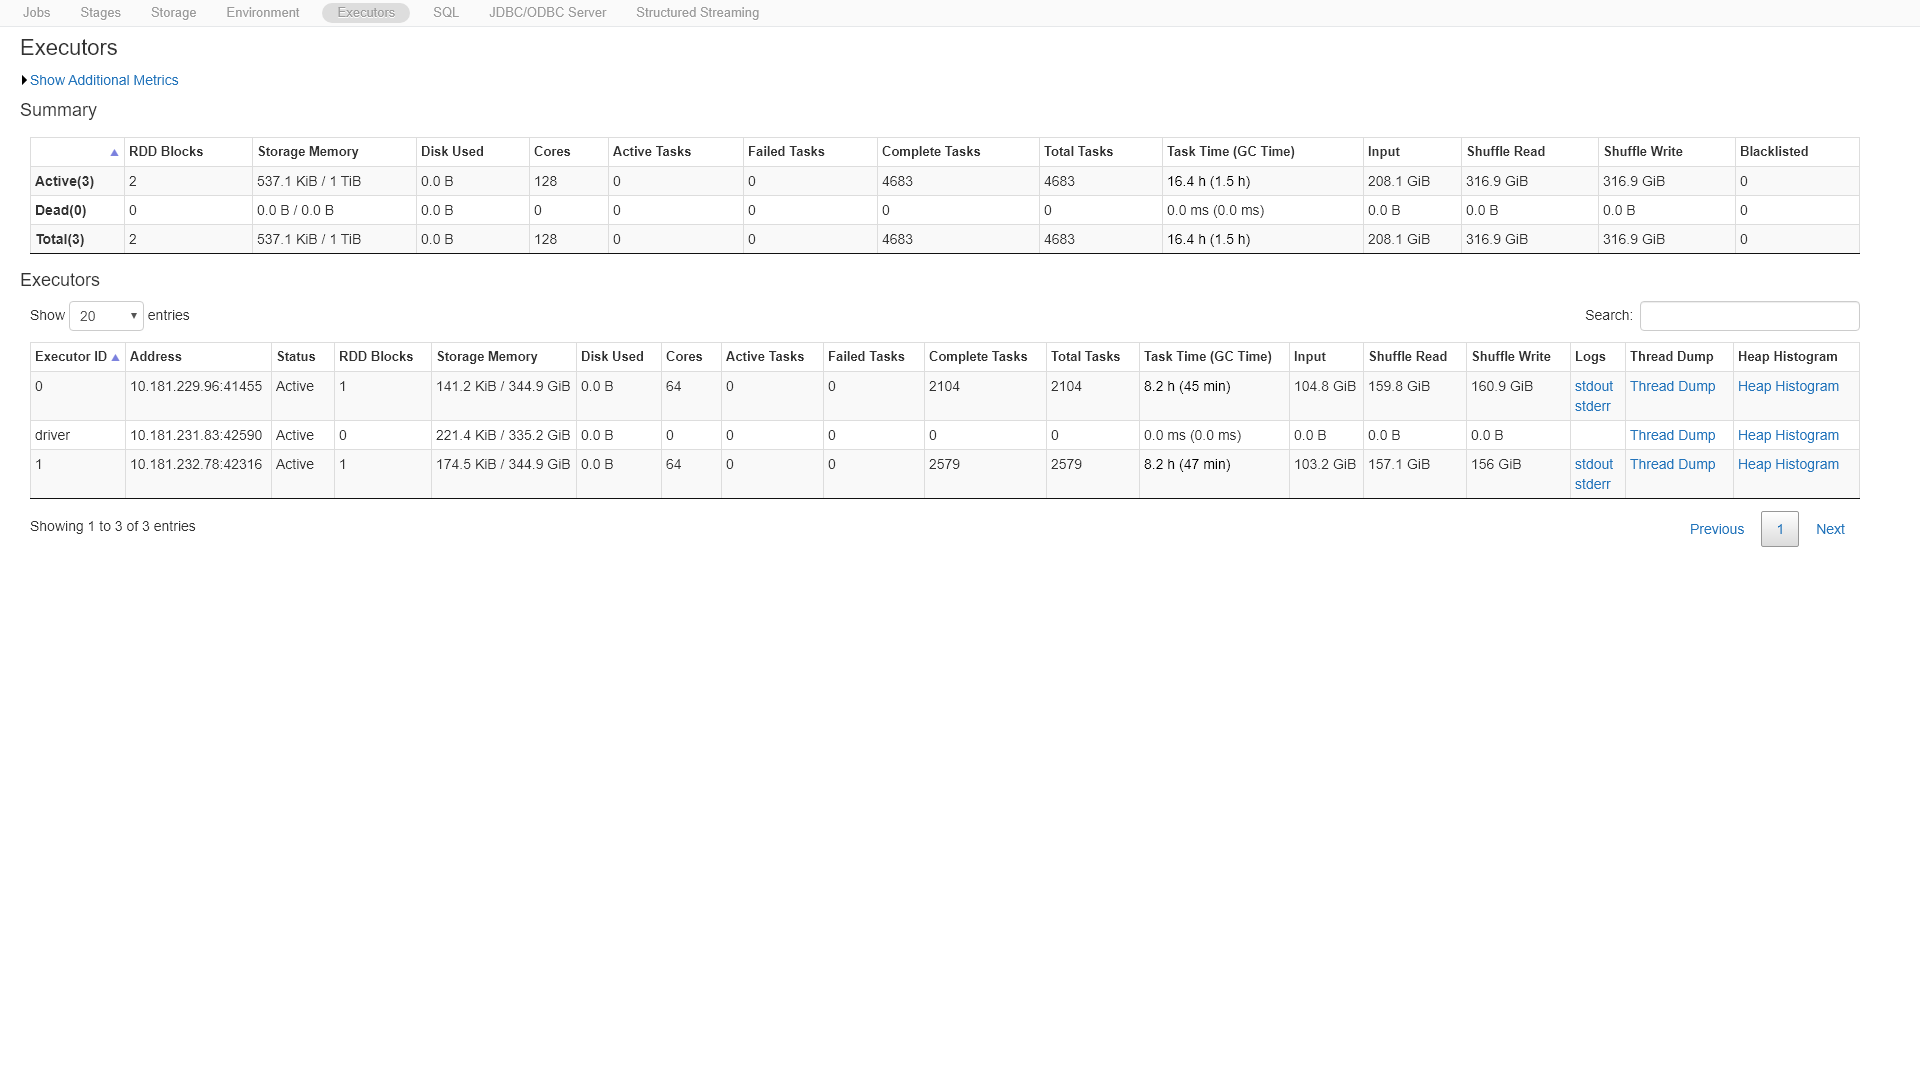 Jobs Stages Storage Environment Executors SQL JDBC/ODBC Server Structured Streaming
Executors
Show Additional Metrics
Summary
RDD Blocks Storage Memory Disk Used Cores Active Tasks Failed Tasks Complete Tasks Total Tasks Task Time (GC Time) Input Shuffle Read Shuffle Write Blacklisted
Active(3) 2 537.1 KiB / 1 TiB 0.0 B 128 0 0 4683 4683 16.4 h (1.5 h) 208.1 GiB 316.9 GiB 316.9 GiB 0
Dead(0) 0 0.0 B / 0.0 B 0.0 B 0 0 0 0 0 0.0 ms (0.0 ms) 0.0 B 0.0 B 0.0 B 0
Total(3) 2 537.1 KiB / 1 TiB 0.0 B 128 0 0 4683 4683 16.4 h (1.5 h) 208.1 GiB 316.9 GiB 316.9 GiB 0
Executors
Show 20 entries Search:
Executor ID Address Status RDD Blocks Storage Memory Disk Used Cores Active Tasks Failed Tasks Complete Tasks Total Tasks Task Time (GC Time) Input Shuffle Read Shuffle Write Logs Thread Dump Heap Histogram
0 10.181.229.96:41455 Active 1 141.2 KiB / 344.9 GiB 0.0 B 64 0 0 2104 2104 8.2 h (45 min) 104.8 GiB 159.8 GiB 160.9 GiB stdout Thread Dump Heap Histogram
stderr
driver 10.181.231.83:42590 Active 0 221.4 KiB / 335.2 GiB 0.0 B 0 0 0 0 0 0.0 ms (0.0 ms) 0.0 B 0.0 B 0.0 B Thread Dump Heap Histogram
1 10.181.232.78:42316 Active 1 174.5 KiB / 344.9 GiB 0.0 B 64 0 0 2579 2579 8.2 h (47 min) 103.2 GiB 157.1 GiB 156 GiB stdout Thread Dump Heap Histogram
stderr
Showing 1 to 3 of 3 entries Previous 1 Next